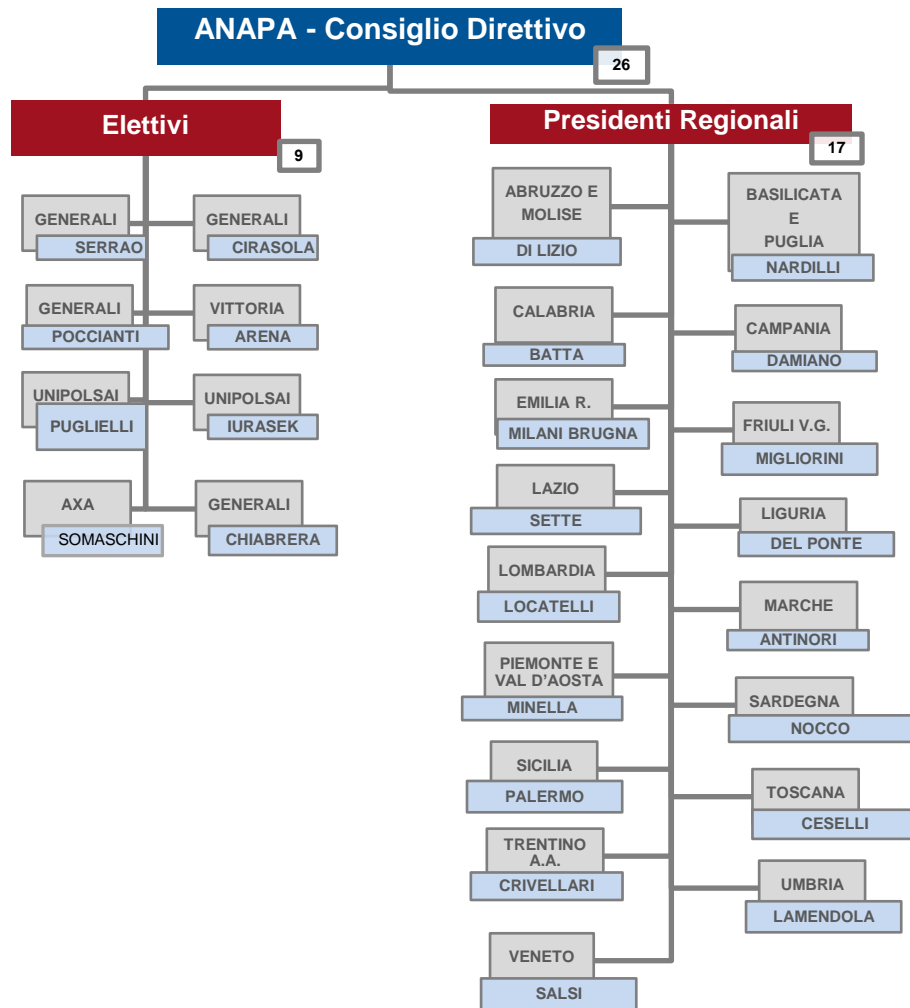 ANAPA - Consiglio Direttivo
26
Elettivi
9
GENERALI
SERRAO
GENERALI
CIRASOLA
GENERALI
POCCIANTI
VITTORIA
ARENA
UNIPOLSAI
PUGLIELLI
UNIPOLSAI
IURASEK
AXA
SOMASCHINI
GENERALI
CHIABRERA
Presidenti Regionali
17
ABRUZZO E
MOLISE
DI LIZIO
BASILICATA
E
PUGLIA
NARDILLI
CALABRIA
BATTA
CAMPANIA
DAMIANO
EMILIA R.
MILANI BRUGNA
FRIULI V.G.
MIGLIORINI
LAZIO
SETTE
LIGURIA
DEL PONTE
LOMBARDIA
LOCATELLI
MARCHE
ANTINORI
PIEMONTE E
VAL D'AOSTA
MINELLA
SARDEGNA
NOCCO
SICILIA
PALERMO
TOSCANA
CESELLI
TRENTINO
A.A.
CRIVELLARI
UMBRIA
LAMENDOLA
VENETO
SALSI